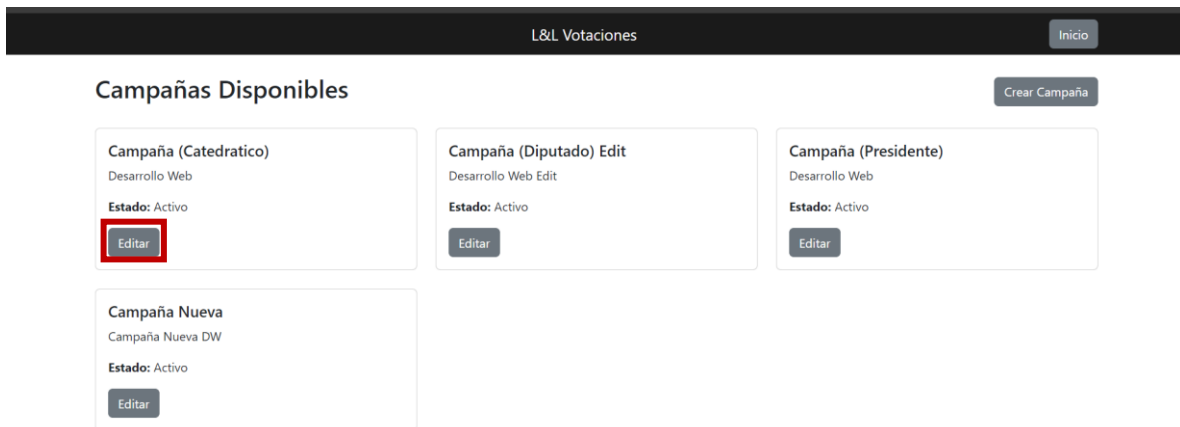 L&L Votaciones
Inicio
Campañas Disponibles
Crear Campaña
Campaña (Catedratico)
Desarrollo Web
Estado: Activo
Editar
Campaña (Diputado) Edit
Desarrollo Web Edit
Estado: Activo
Editar
Campaña (Presidente)
Desarrollo Web
Estado: Activo
Editar
Campaña Nueva
Campaña Nueva DW
Estado: Activo
Editar